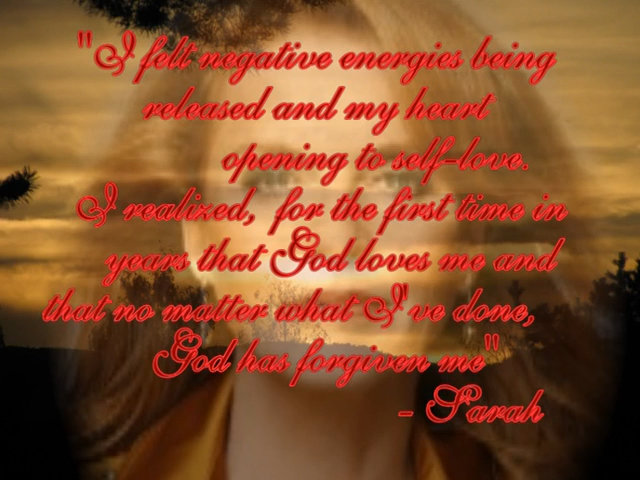 "I felt negative energies being
released and my heart
opening to self-love.
I realized, for the first time in
years that God loves me and
that no matter what I've done,
God has forgiven me"
- Sarah